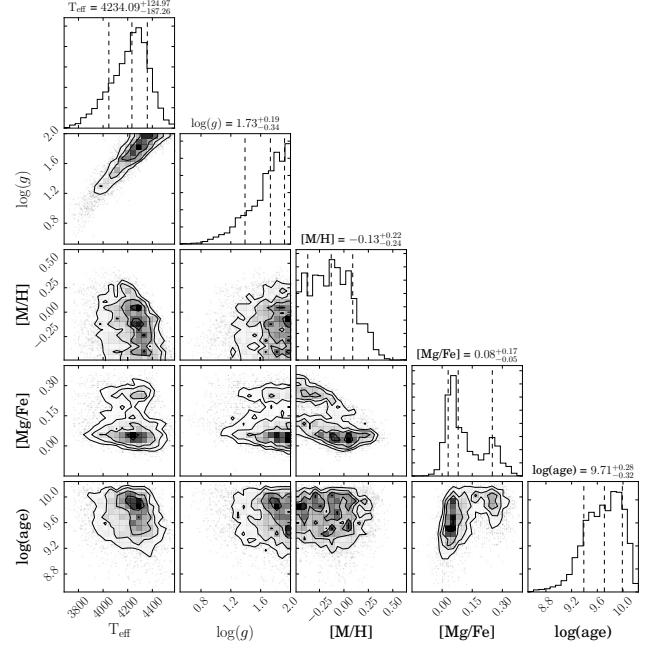 T_eff = 4234.09^{+124.97}_{−187.26}
log(g) = 1.73^{+0.19}_{−0.34}
2.0
1.6
1.2
0.8
log(g)
[M/H] = −0.13^{+0.22}_{−0.24}
0.50
0.25
0.00
−0.25
[M/H]
[Mg/Fe] = 0.08^{+0.17}_{−0.05}
0.30
0.15
0.00
[Mg/Fe]
log(age) = 9.71^{+0.28}_{−0.32}
10.0
9.6
9.2
8.8
log(age)
3800 4000 4200 4400
0.8 1.2 1.6 2.0
−0.25 0.00 0.25 0.50
0.00 0.15 0.30
8.8 9.2 9.6 10.0
T_eff log(g) [M/H] [Mg/Fe] log(age)